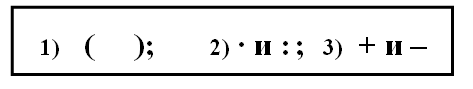 1) ( ); 2) · и : ; 3) + и –